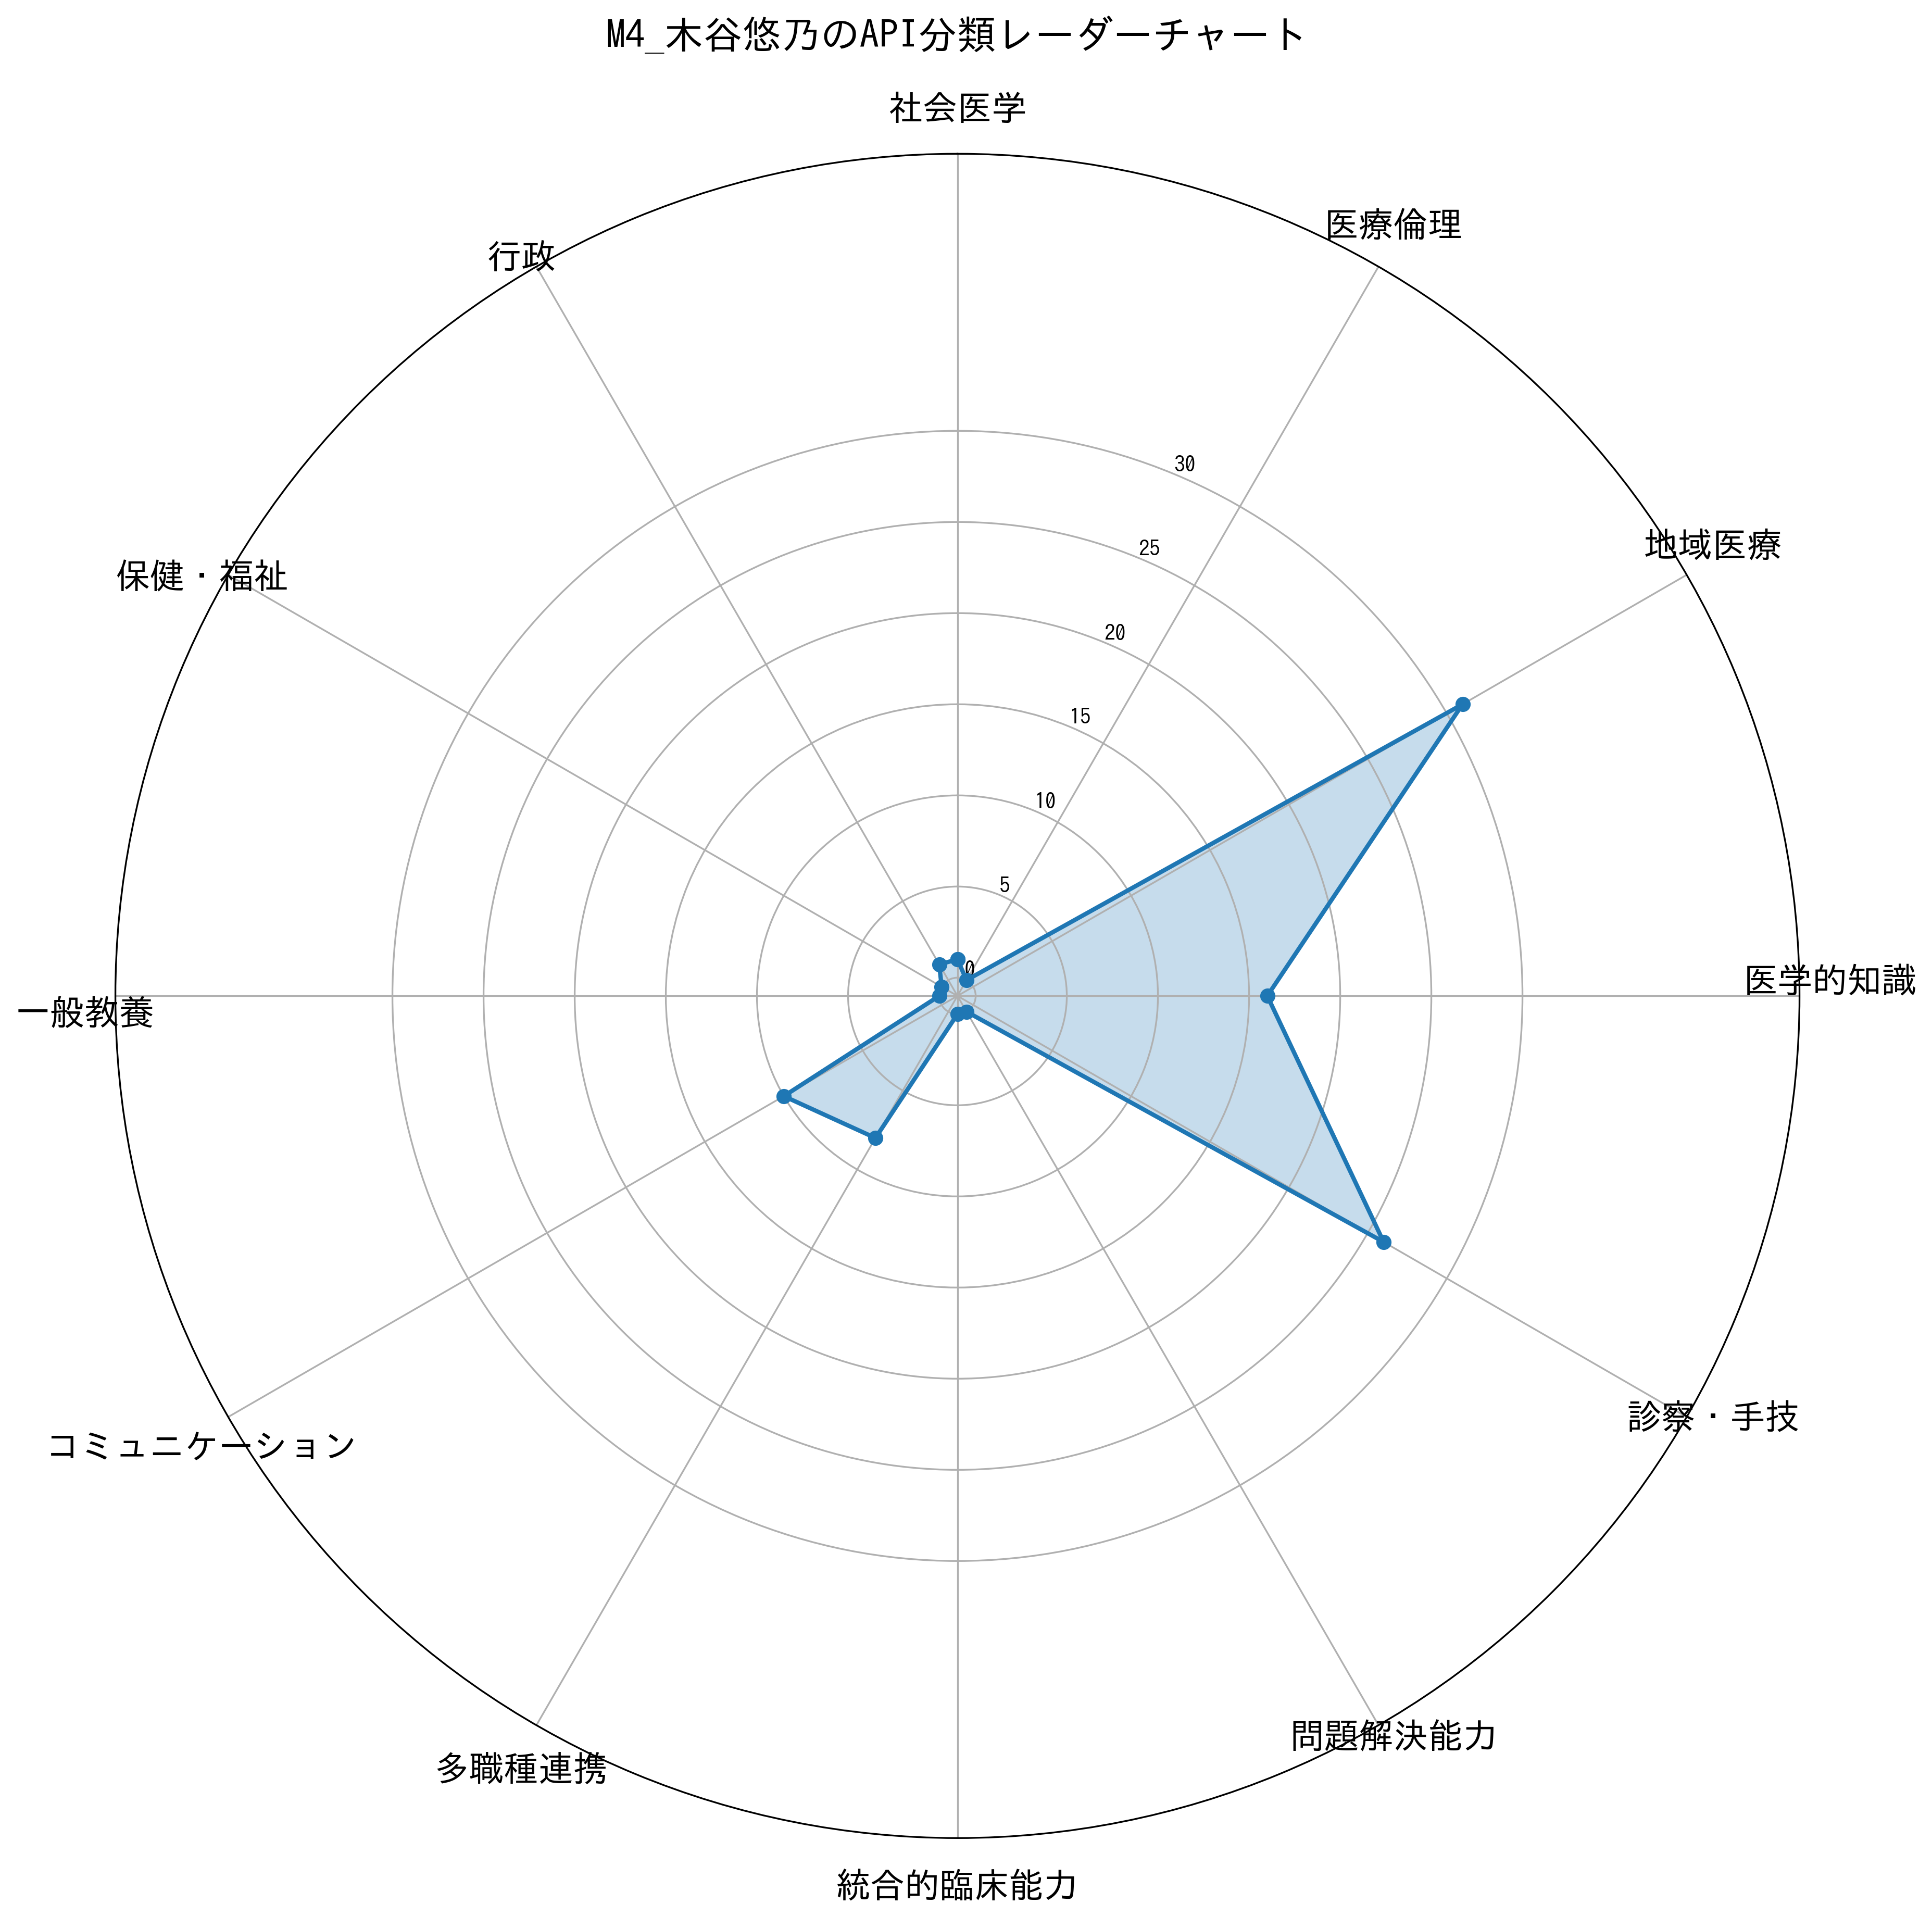 M4_木谷悠乃のAPI分類レーダーチャート
社会医学
医療倫理
行政
30
25
地域医療
保健・福祉
20
15
10
5
0
医学的知識
一般教養
診察・手技
コミュニケーション
問題解決能力
多職種連携
統合的臨床能力